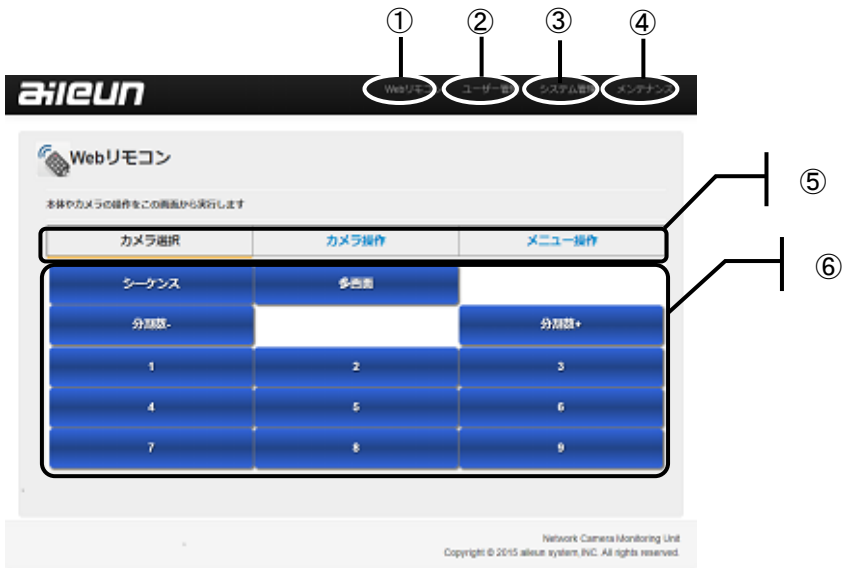 ① ② ③ ④
aileun
Webリモコン ユーザー管理 システム管理 メンテナンス
Webリモコン
本体やカメラの操作をこの画面から実行します
⑤
カメラ選択 カメラ操作 メニュー操作
⑥
シーケンス 多画面
分割数- 分割数+
1 2 3
4 5 6
7 8 9
Network Camera Monitoring Unit
Copyright © 2015 aileun system, INC. All rights reserved.